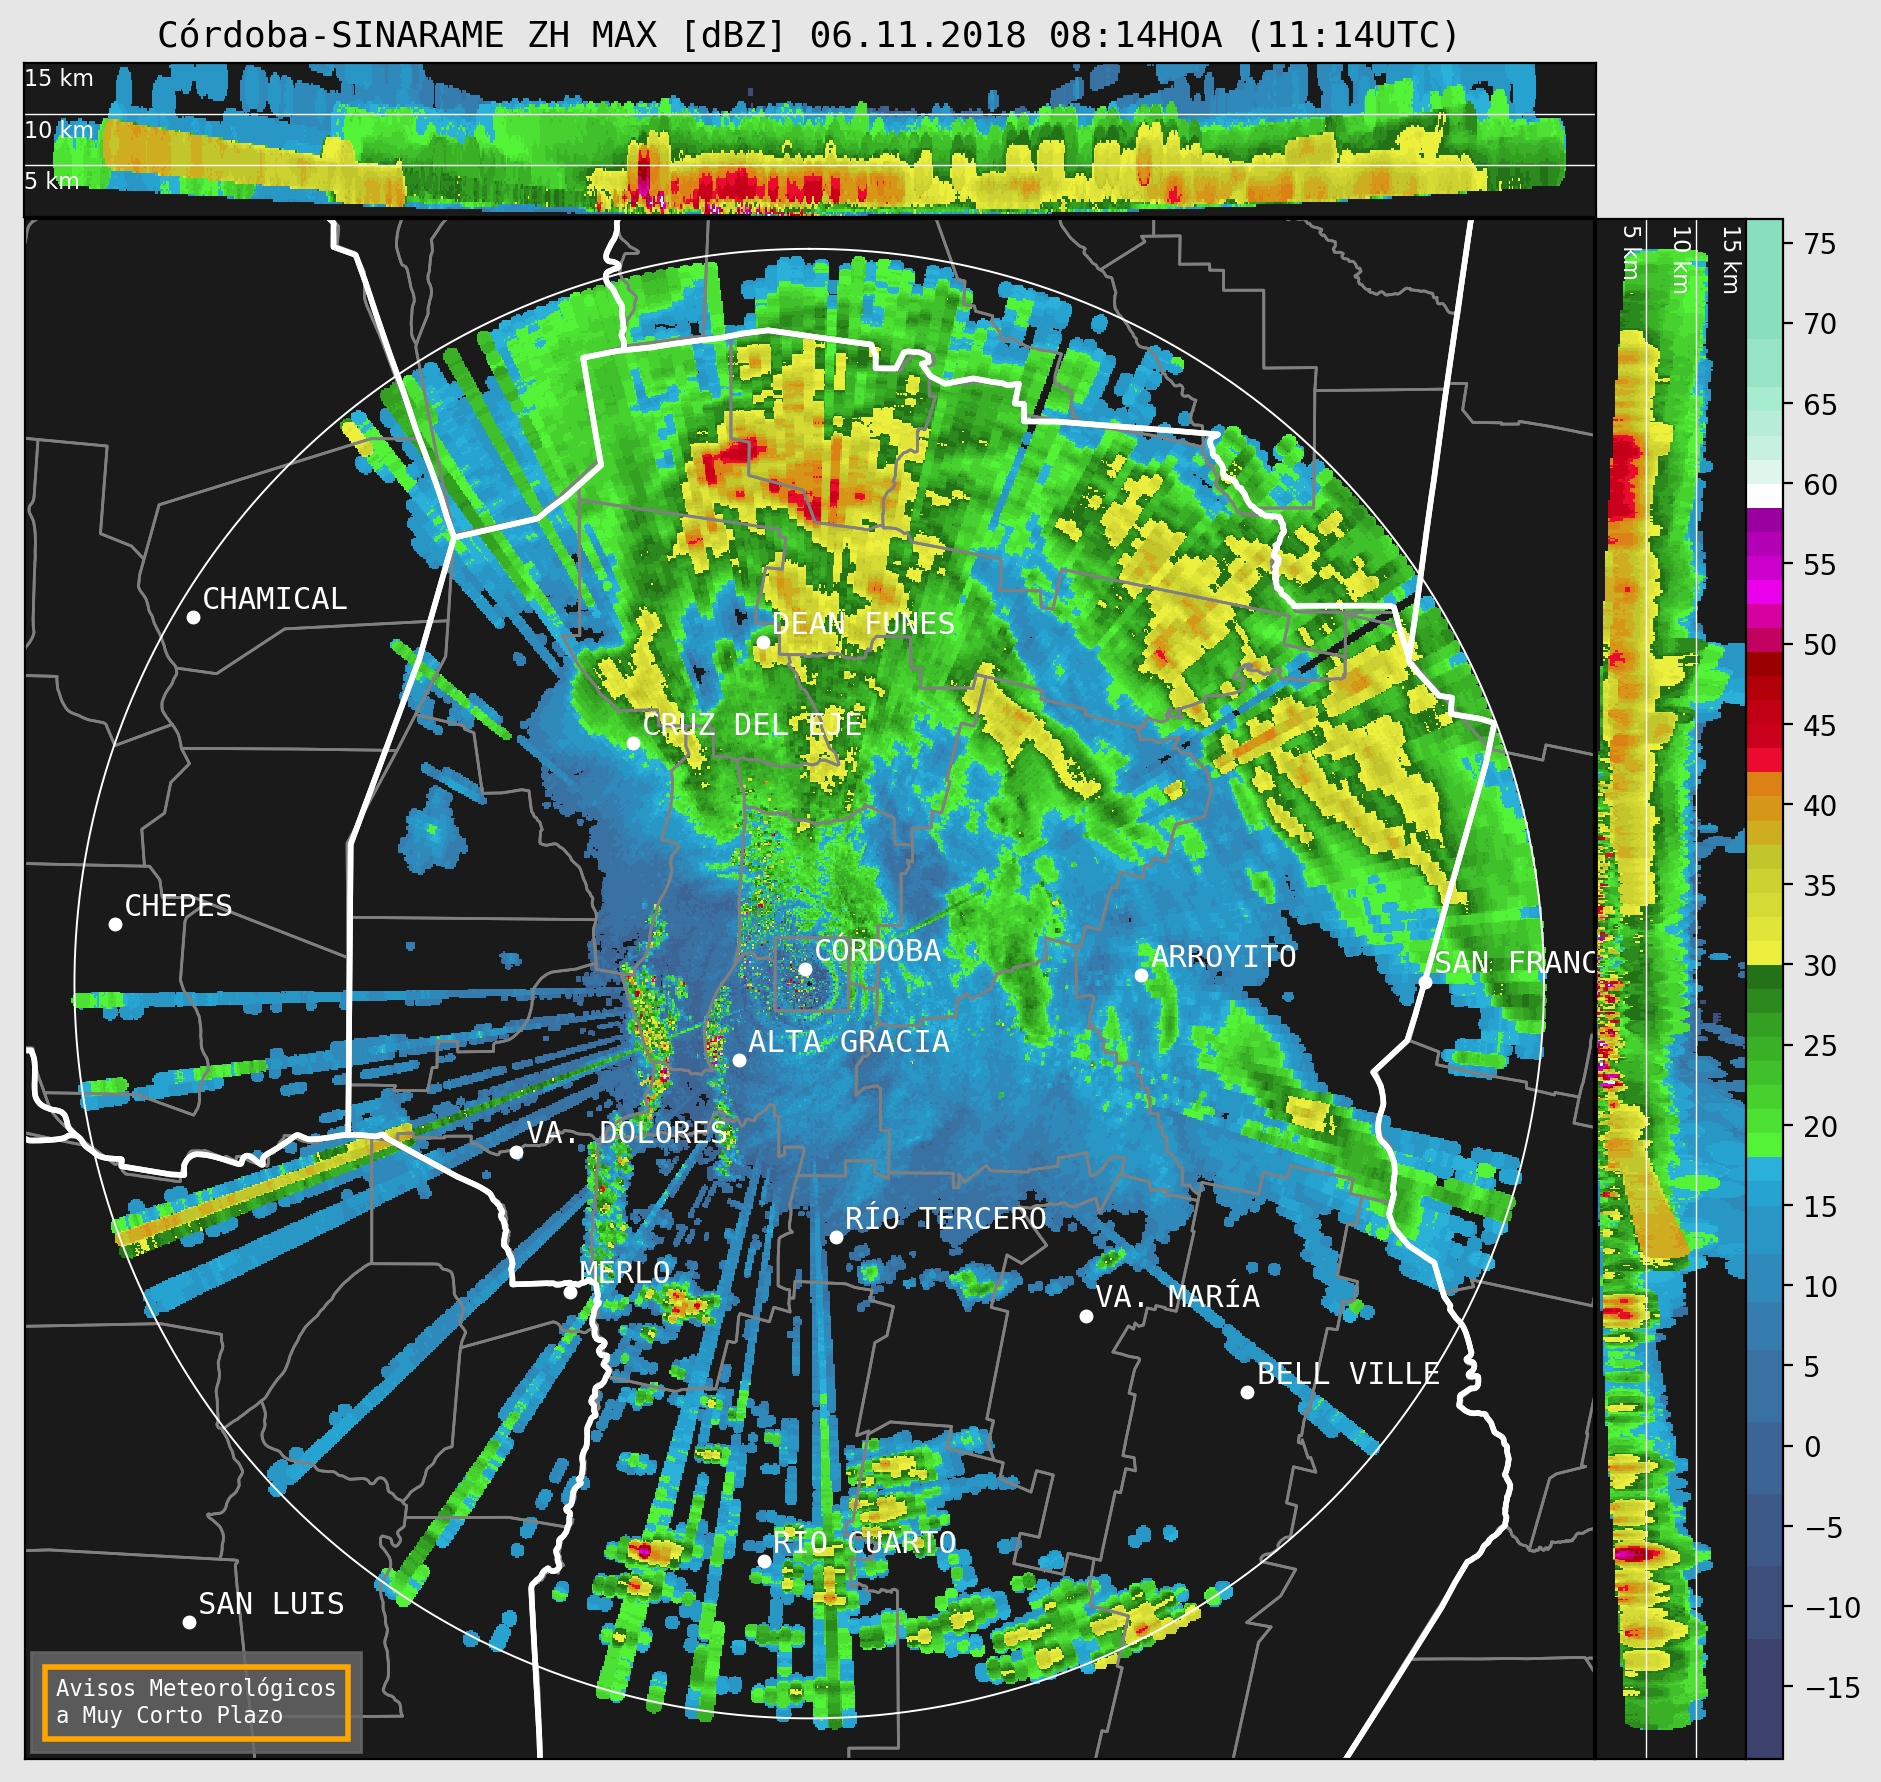 Córdoba-SINARAME ZH MAX [dBZ] 06.11.2018 08:14HOA (11:14UTC)
15 km
10 km
5 km
5 km
10 km
15 km
75
70
65
60
55
50
45
40
35
30
25
20
15
10
5
0
−5
−10
−15
CHAMICAL
DEAN FUNES
CRUZ DEL EJE
CHEPES
CÓRDOBA
ARROYITO
SAN FRANC
ALTA GRACIA
VA. DOLORES
RÍO TERCERO
MERLO
VA. MARÍA
BELL VILLE
RÍO CUARTO
SAN LUIS
Avisos Meteorológicos
a Muy Corto Plazo